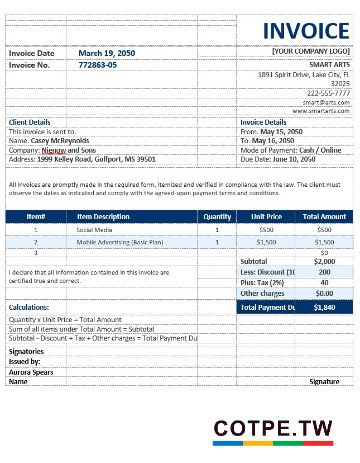 INVOICE
Invoice Date March 19, 2050
[YOUR COMPANY LOGO]
Invoice No. 772863-05
SMART ARTS
1891 Spirit Drive, Lake City, FL
32025
222-555-7777
smart@arts.com
www.smartarts.com
Client Details Invoice Details
This invoice is sent to: From: May 15, 2050
Name: Casey McReynolds To: May 16, 2050
Company: Nignow and Sons Mode of Payment: Cash / Online
Address: 1999 Kelley Road, Gulfport, MS 39501 Due Date: June 10, 2050
All Invoices are promptly made in the required form, itemized and verified in compliance with the law. The client must
observe the dates as indicated and comply with the agreed-upon payment terms and conditions.
Item# Item Description Quantity Unit Price Total Amount
1 Social Media 1 $500 $500
2 Mobile Advertising (Basic Plan) 1 $1,500 $1,500
3 $0
Subtotal $2,000
I declare that all information contained in this invoice are
certified true and correct.
Less: Discount (10 200
Plus: Tax (2%) 40
Other charges $0.00
Calculations: Total Payment Du $1,840
Quantity x Unit Price = Total Amount
Sum of all items under Total Amount = Subtotal
Subtotal - Discount + Tax + Other charges = Total Payment Du
Signatories
Issued by:
Aurora Spears
Name Signature
COTPE.TW